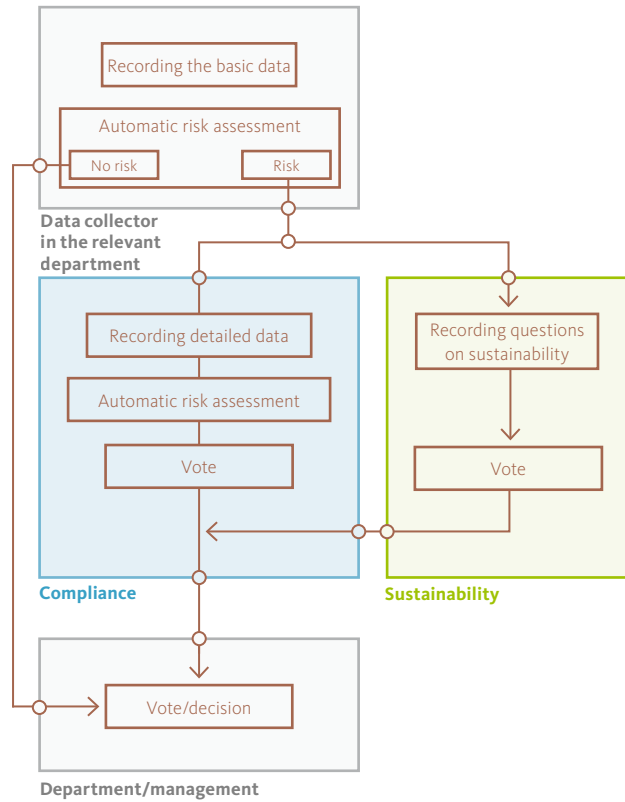 Recording the basic data
Automatic risk assessment
No risk
Risk
Data collector
in the relevant
department
Recording detailed data
Automatic risk assessment
Vote
Compliance
Recording questions
on sustainability
Vote
Sustainability
Vote/decision
Department/management